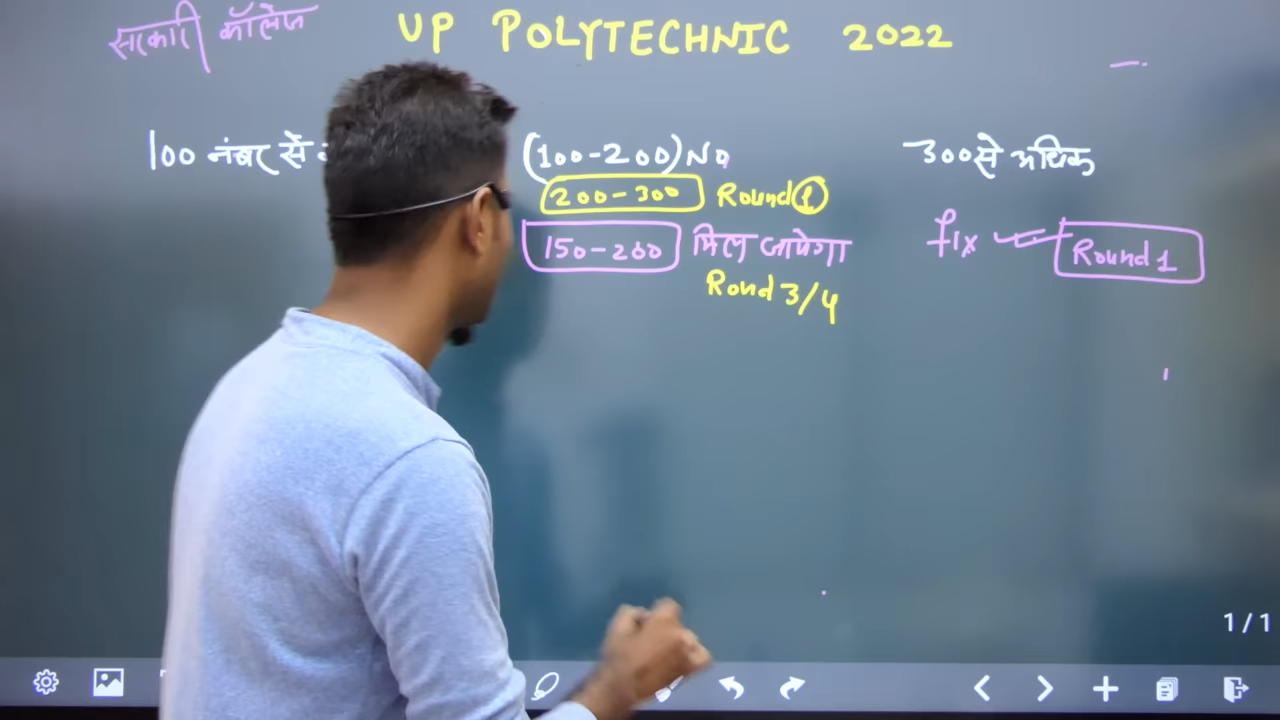 सरकारी कॉलेज
UP POLYTECHNIC 2022
100 नंबर से
(100-200) No
300 से अधिक
200-300 Round 1
150-200 मिल जायेगा
fix Round 1
Rond 3/4
1/1